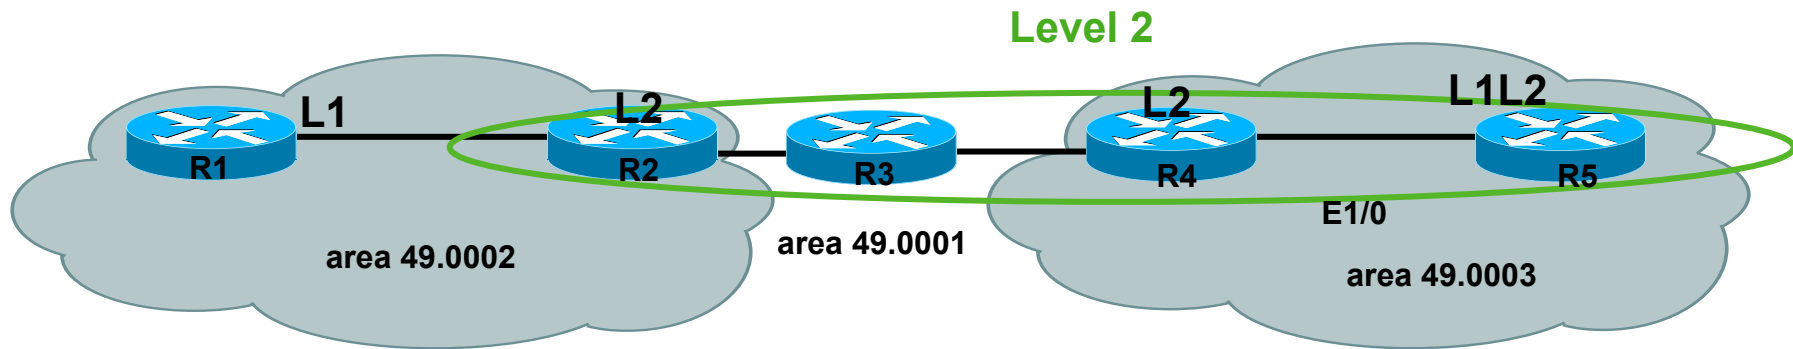 Level 2
L1
L2
L2
L1L2
R1
R2
R3
R4
R5
E1/0
area 49.0002
area 49.0001
area 49.0003